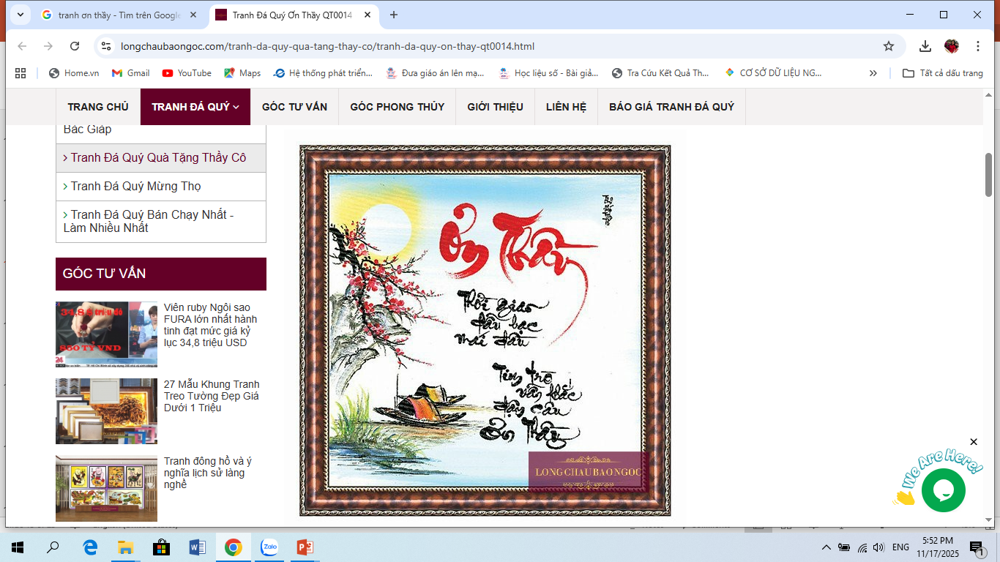 tranh ơn thầy - Tìm trên Google
Tranh Đá Quý Ơn Thầy QT0014
longchaubaongoc.com/tranh-da-quy-qua-tang-thay-co/tranh-da-quy-on-thay-qt0014.html
Home.vn
Gmail
YouTube
Maps
Hệ thống phát triển...
Đưa giáo án lên mạ...
Học liệu số - Bài giả...
Tra Cứu Kết Quả Th...
CƠ SỞ DỮ LIỆU NG...
Tất cả dấu trang
TRANG CHỦ
TRANH ĐÁ QUÝ
GÓC TƯ VẤN
GÓC PHONG THỦY
GIỚI THIỆU
LIÊN HỆ
BÁO GIÁ TRANH ĐÁ QUÝ
Bác Giáp
Tranh Đá Quý Quà Tặng Thầy Cô
Tranh Đá Quý Mừng Thọ
Tranh Đá Quý Bán Chạy Nhất -
Làm Nhiều Nhất
GÓC TƯ VẤN
34,8 triệu đô
800 TỶ VND
Viên ruby Ngôi sao
FURA lớn nhất hành
tinh đạt mức giá kỷ
lục 34,8 triệu USD
27 Mẫu Khung Tranh
Treo Tường Đẹp Giá
Dưới 1 Triệu
Tranh đông hồ và ý
nghĩa lịch sử làng
nghề
Ơn Thầy
Thời gian
dẫu bạc
mái đầu
Tim trò
vẫn khắc
đậm câu
Ơn Thầy
LONG CHAU BAO NGOC
We Are Here!
Zalo
ENG
5:52 PM
11/17/2025
1